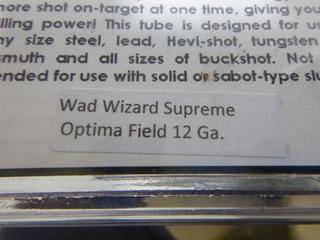 more shot on-target at one time, giving you
lling power! This tube is designed for us
ny size steel, lead, Hevi-shot, tungsten
smuth and all sizes of buckshot. Not
ended for use with solid or sabot-type slu
Wad Wizard Supreme
Optima Field 12 Ga.